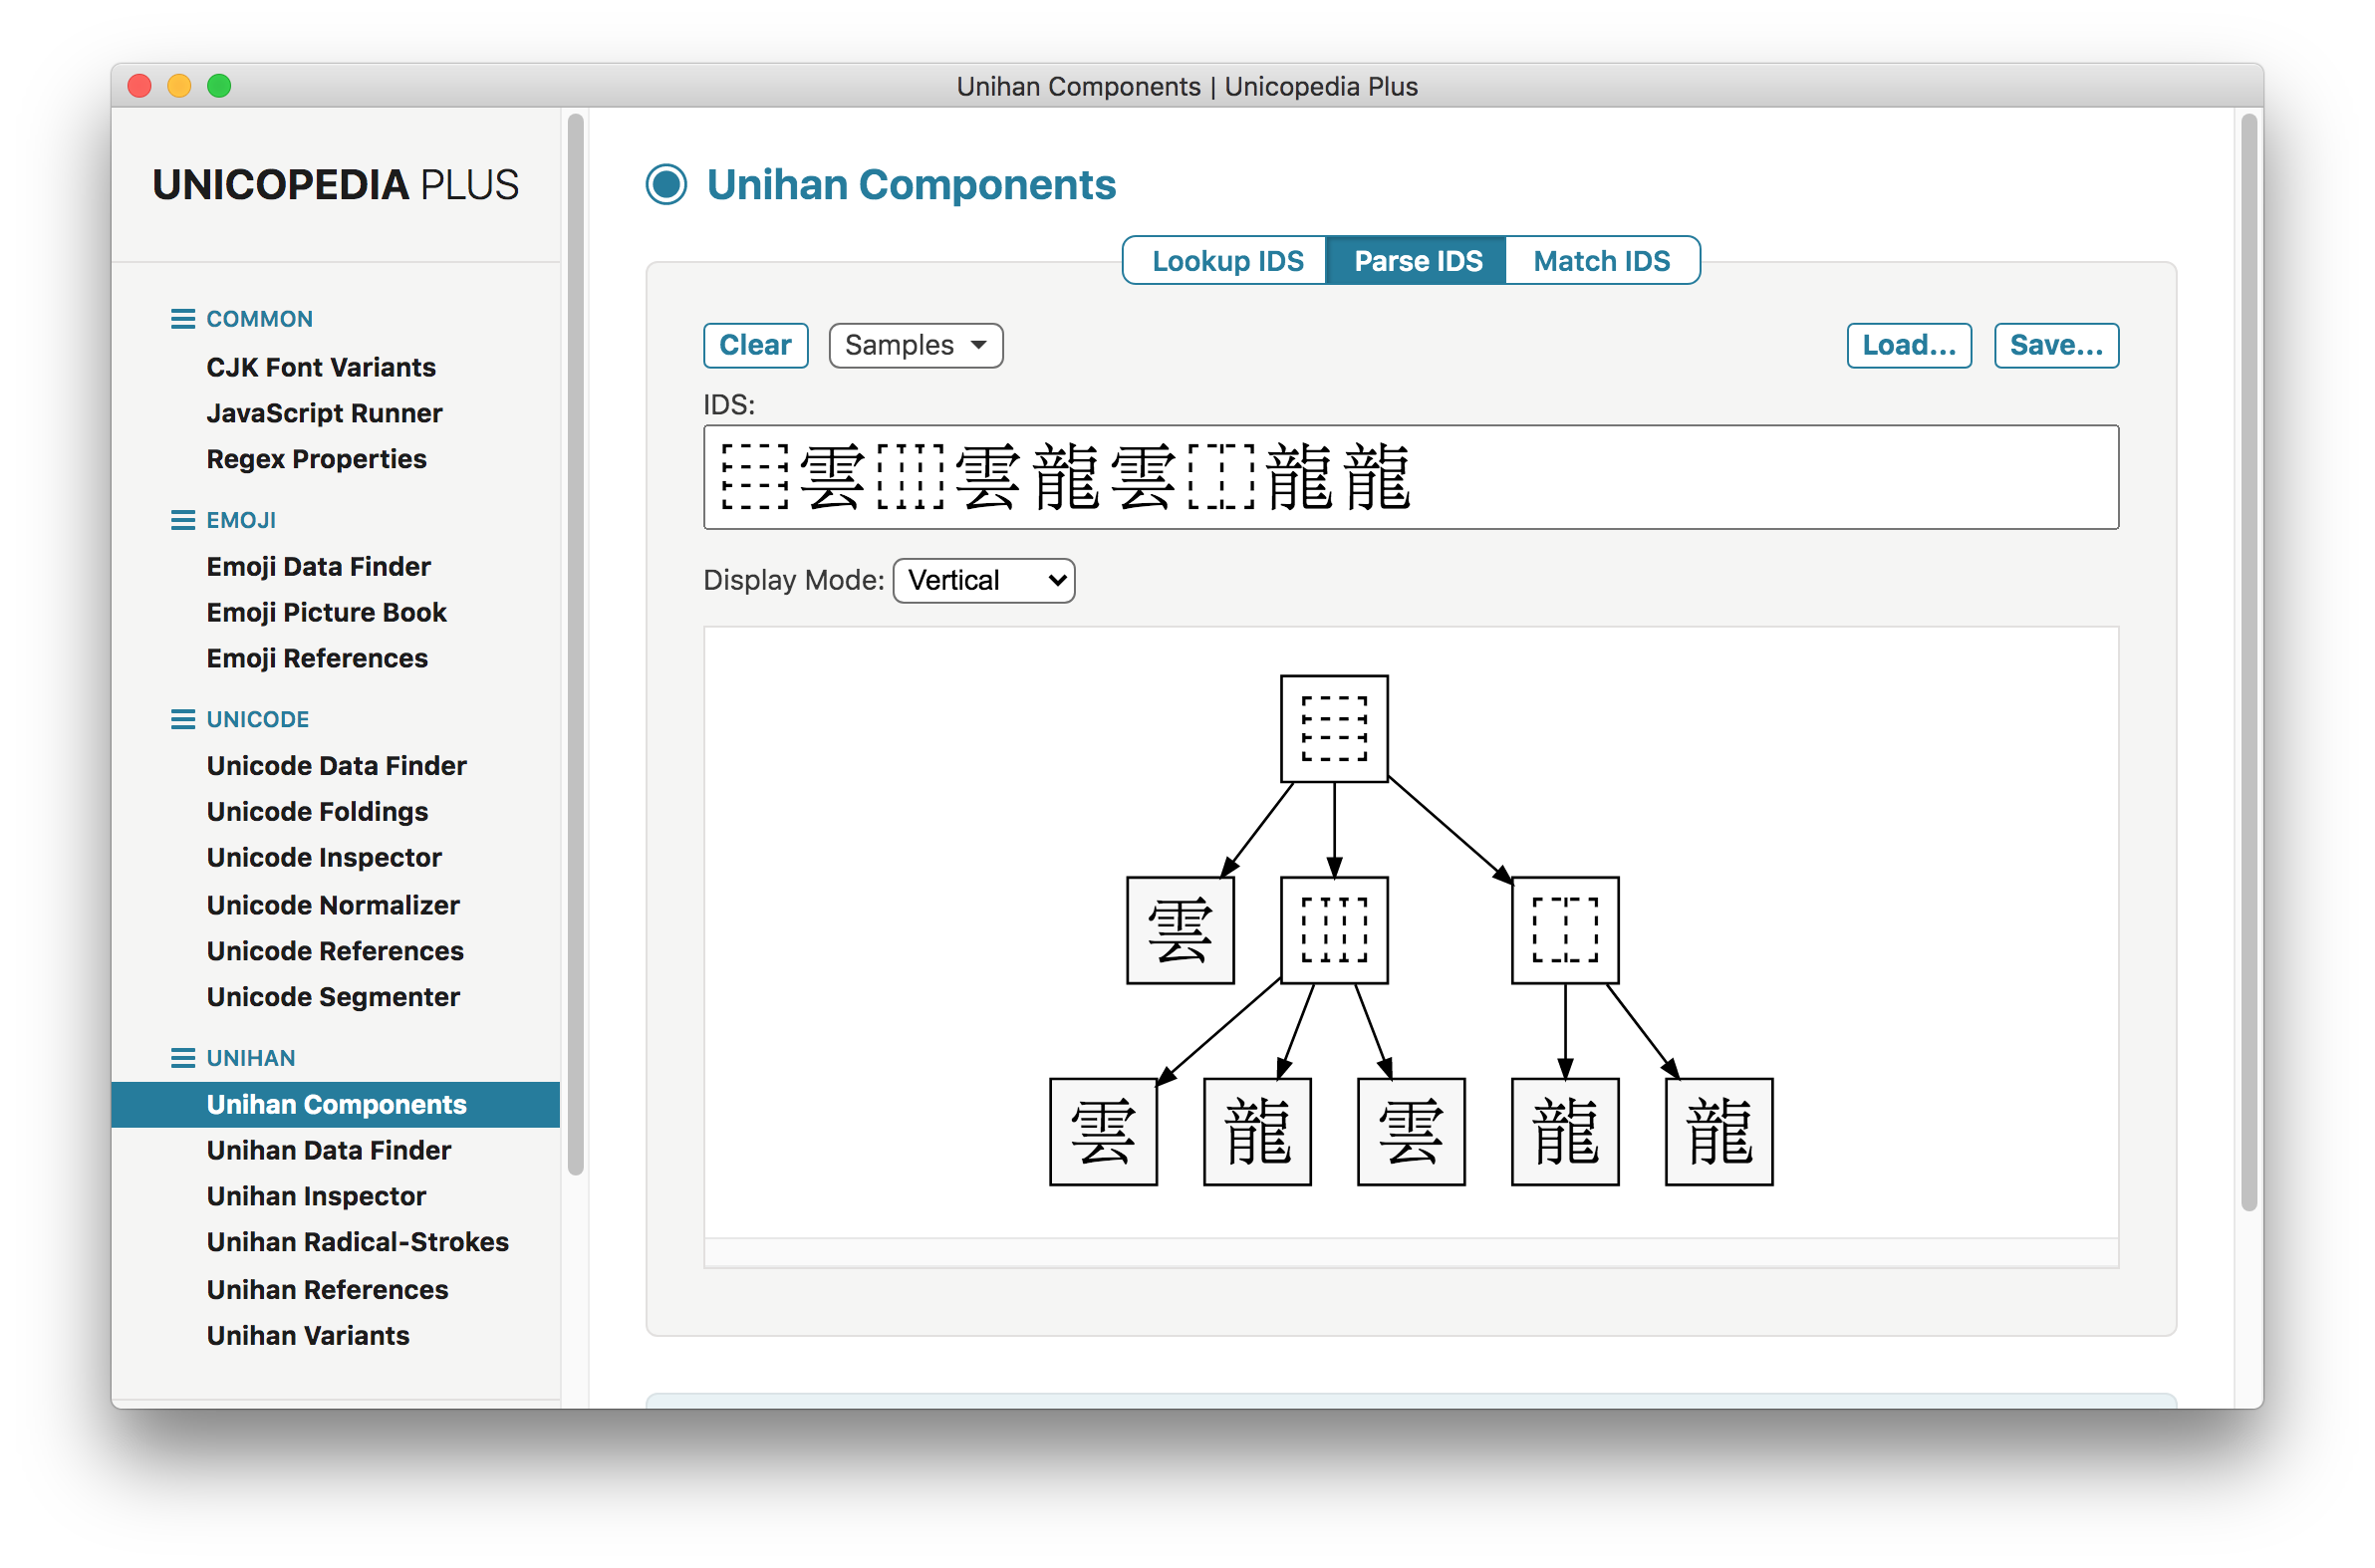 Unihan Components | Unicopedia Plus
UNICOPEDIA PLUS
COMMON
CJK Font Variants
JavaScript Runner
Regex Properties
EMOJI
Emoji Data Finder
Emoji Picture Book
Emoji References
UNICODE
Unicode Data Finder
Unicode Foldings
Unicode Inspector
Unicode Normalizer
Unicode References
Unicode Segmenter
UNIHAN
Unihan Components
Unihan Data Finder
Unihan Inspector
Unihan Radical-Strokes
Unihan References
Unihan Variants
Unihan Components
Lookup IDS Parse IDS Match IDS
Clear Samples Load... Save...
IDS:
⿳雲⿲雲龍雲⿰龍龍
Display Mode: Vertical
⿳
雲 ⿲ ⿰
雲 龍 雲 龍 龍